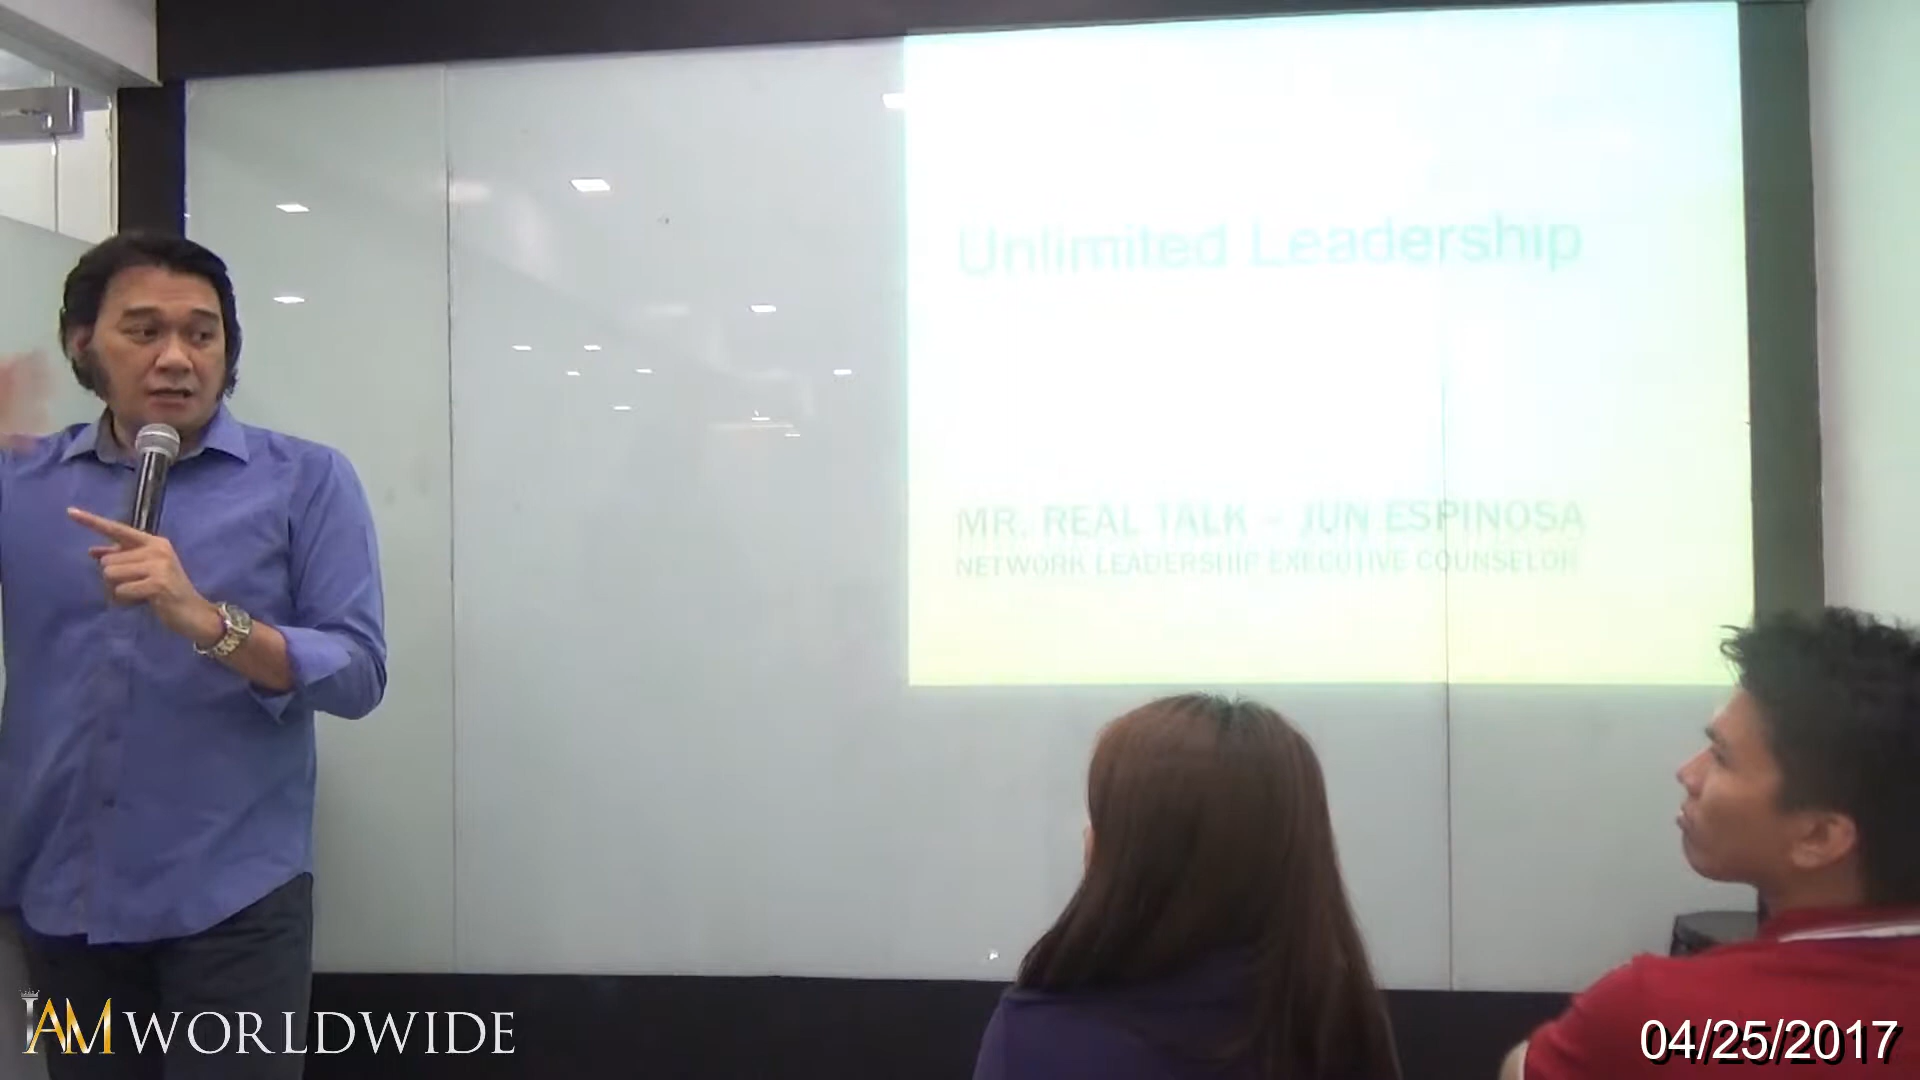 Unlimited Leadership
MR. REAL TALK - JUN ESPINOSA
NETWORK LEADERSHIP EXECUTIVE COUNSELOR
IAM WORLDWIDE
04/25/2017